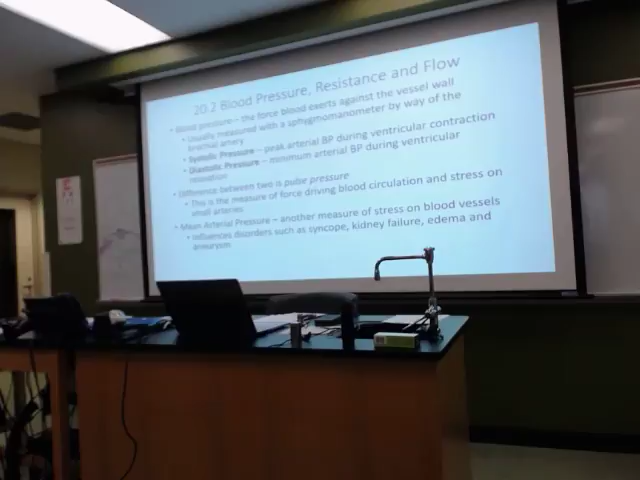 20.2 Blood Pressure, Resistance and Flow
• Blood pressure – the force blood exerts against the vessel wall
• Usually measured with a sphygmomanometer by way of the
brachial artery
• Systolic Pressure – peak arterial BP during ventricular contraction
• Diastolic Pressure – minimum arterial BP during ventricular
relaxation
• Difference between two is pulse pressure
• This is the measure of force driving blood circulation and stress on
small arteries
• Mean Arterial Pressure – another measure of stress on blood vessels
• Influences disorders such as syncope, kidney failure, edema and
aneurysm